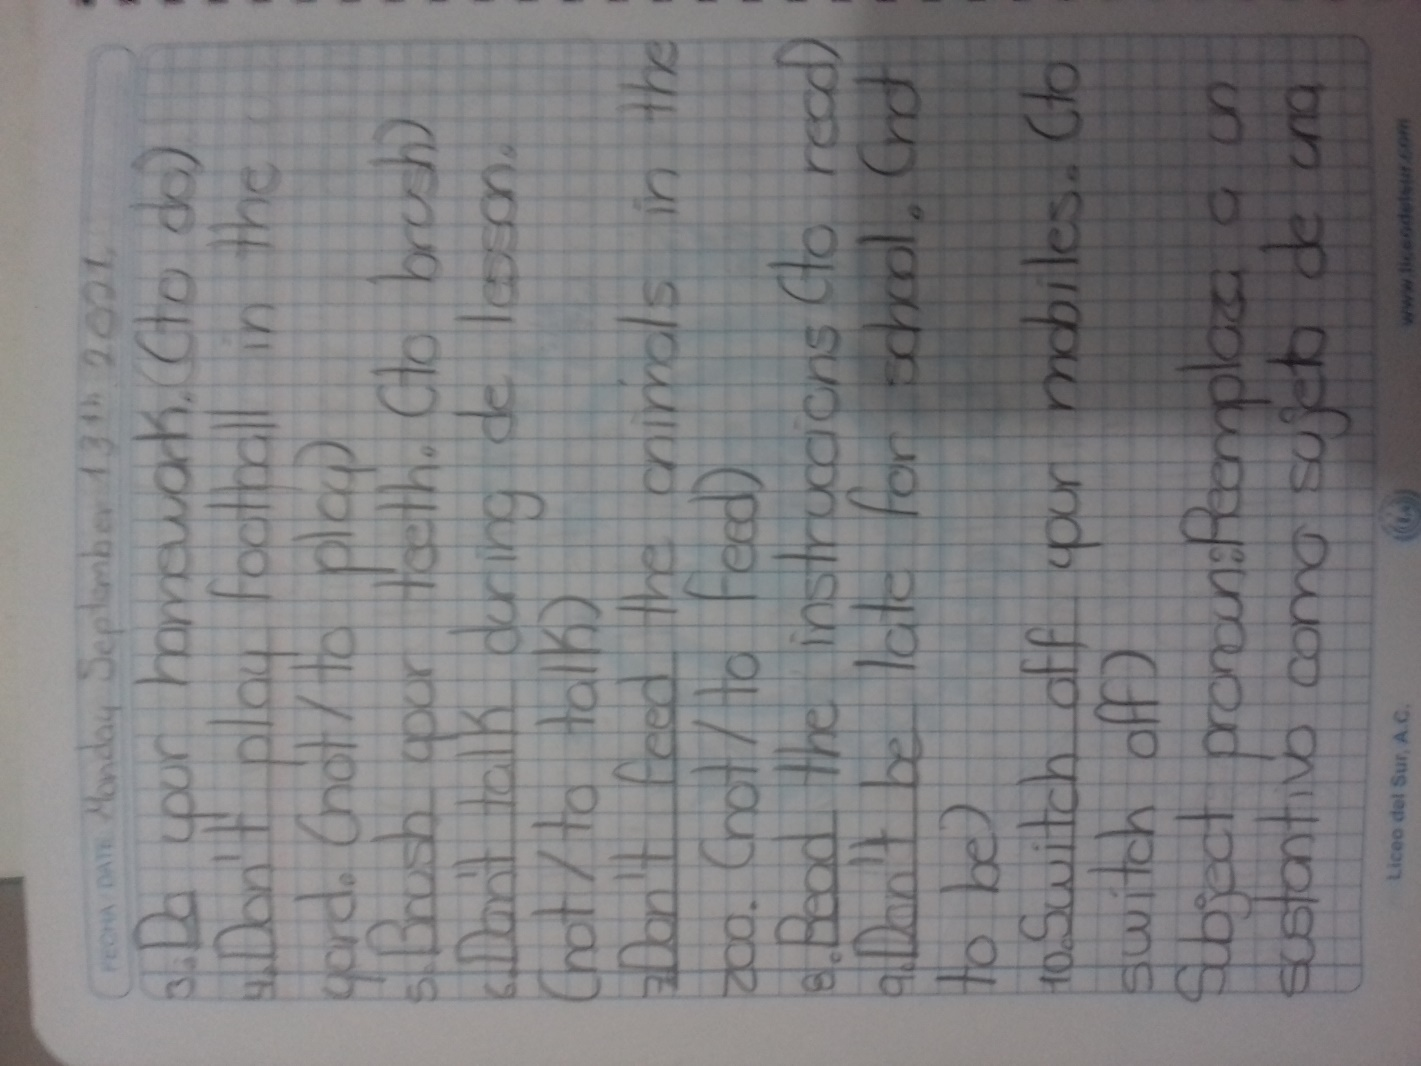 FECHA DATE Monday September 13th 2021.
3. Do your homework. (to do)
4. Don't play football in the
yard. (not / to play)
5. Brush your teeth. (to brush)
6. Don't talk during de lesson.
(not / to talk)
7. Don't feed the animals in the
zoo. (not / to feed)
8. Read the instruccions (to read)
9. Don't be late for school. (not
to be)
10. Switch off your mobiles. (to
switch off)
Subject pronoun: Reemplaza a un
sustantivo como sujeto de una
Liceo del Sur, A.C.
www.liceodelsur.com